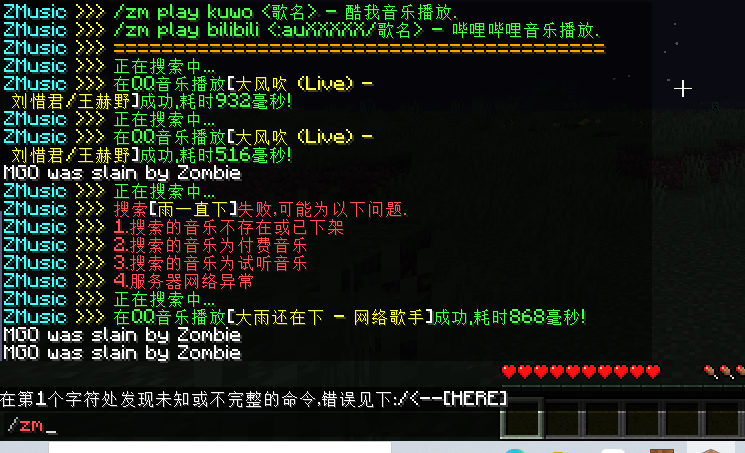 ZMusic >>> /zm play kuwo <歌名> - 酷我音乐播放.
ZMusic >>> /zm play bilibili <:auXXXXX/歌名> - 哔哩哔哩音乐播放.
ZMusic >>> =========================================
ZMusic >>> 正在搜索中...
ZMusic >>> 在QQ音乐播放[大风吹 (Live) -
刘惜君/王赫野]成功,耗时932毫秒!
ZMusic >>> 正在搜索中...
ZMusic >>> 在QQ音乐播放[大风吹 (Live) -
刘惜君/王赫野]成功,耗时516毫秒!
MGO was slain by Zombie
ZMusic >>> 正在搜索中...
ZMusic >>> 搜索[雨一直下]失败,可能为以下问题.
ZMusic >>> 1.搜索的音乐不存在或已下架
ZMusic >>> 2.搜索的音乐为付费音乐
ZMusic >>> 3.搜索的音乐为试听音乐
ZMusic >>> 4.服务器网络异常
ZMusic >>> 正在搜索中...
ZMusic >>> 在QQ音乐播放[大雨还在下 - 网络歌手]成功,耗时868毫秒!
MGO was slain by Zombie
MGO was slain by Zombie
在第1个字符处发现未知或不完整的命令,错误见下:/<--[HERE]
/zm_